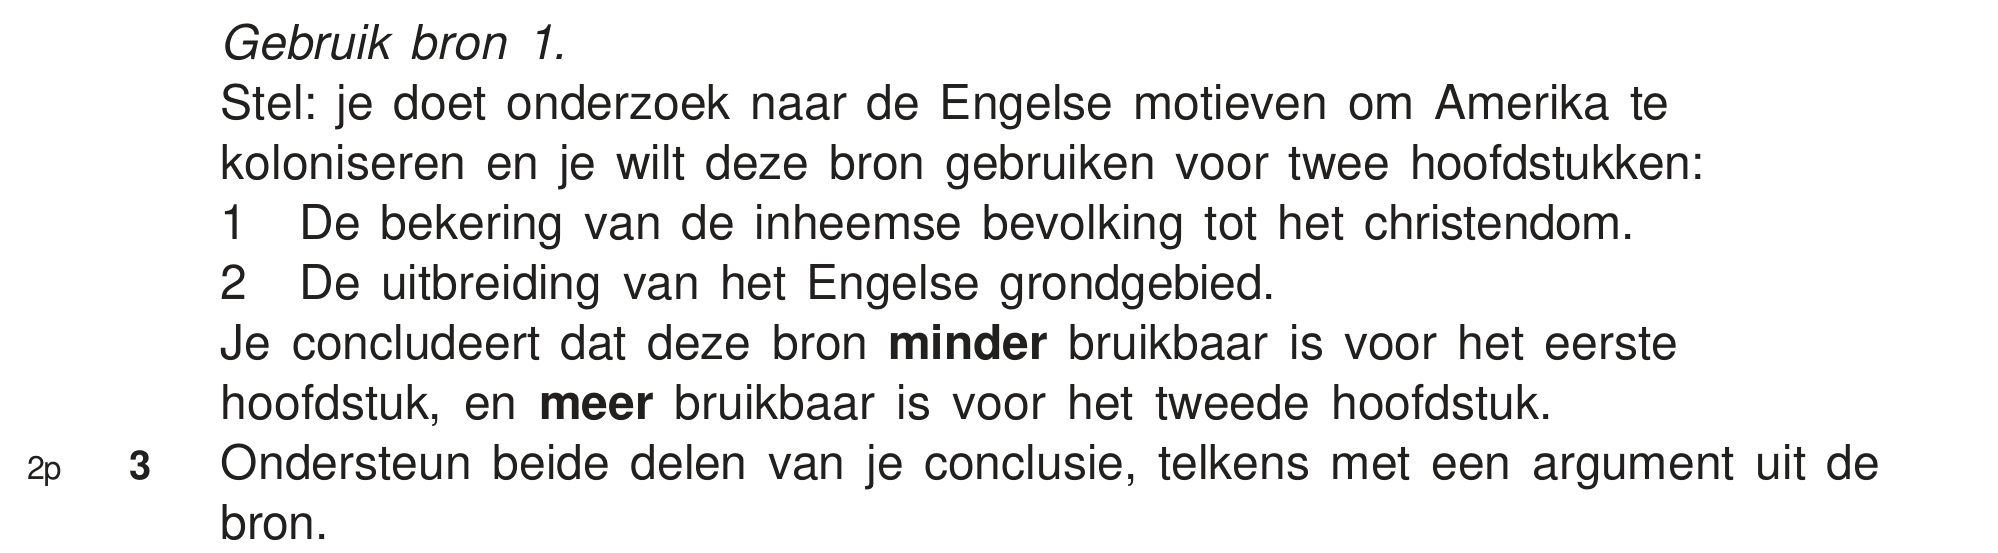 Gebruik bron 1.
Stel: je doet onderzoek naar de Engelse motieven om Amerika te
koloniseren en je wilt deze bron gebruiken voor twee hoofdstukken:
1 De bekering van de inheemse bevolking tot het christendom.
2 De uitbreiding van het Engelse grondgebied.
Je concludeert dat deze bron minder bruikbaar is voor het eerste
hoofdstuk, en meer bruikbaar is voor het tweede hoofdstuk.
2p 3 Ondersteun beide delen van je conclusie, telkens met een argument uit de
bron.